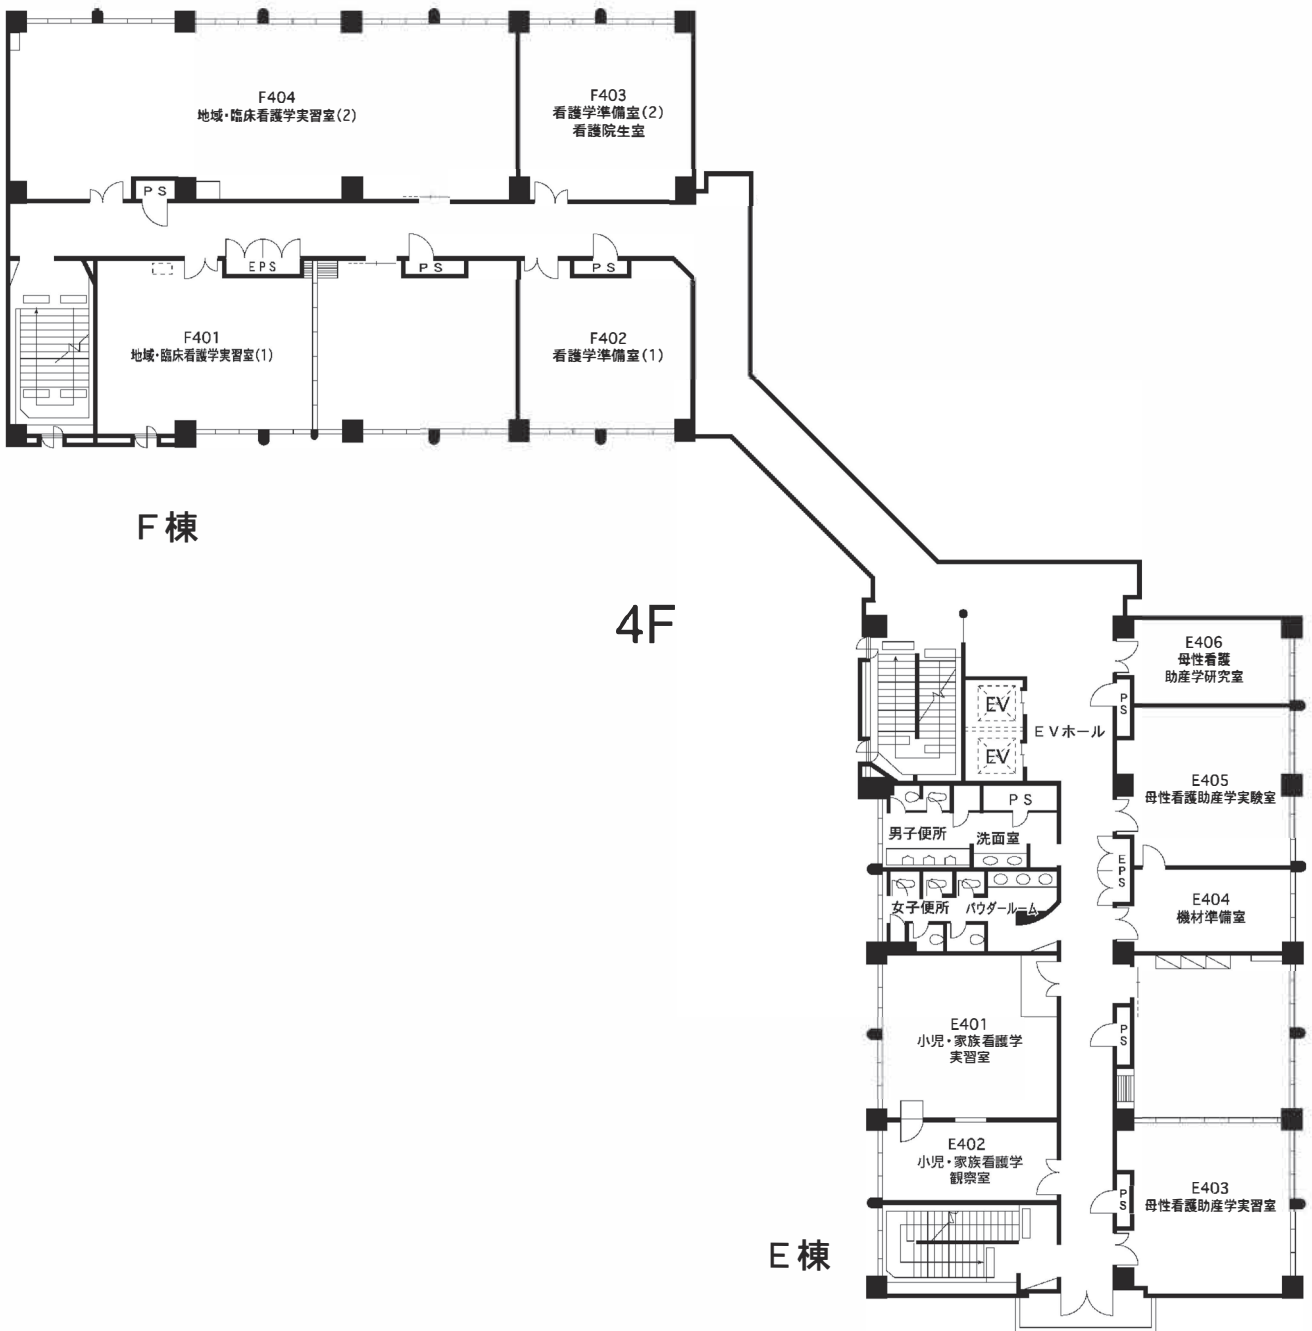 F404
地域・臨床看護学実習室(2)
F403
看護学準備室(2)
看護院生室
PS
EPS
PS
PS
F401
地域・臨床看護学実習室(1)
F402
看護学準備室(1)
F棟
4F
E406
母性看護
助産学研究室
PS
EV
EVホール
EV
E405
母性看護助産学実験室
PS
男子便所
洗面室
EPS
E404
機材準備室
女子便所
パウダールーム
E401
小児・家族看護学
実習室
PS
E402
小児・家族看護学
観察室
PS
E403
母性看護助産学実習室
E棟